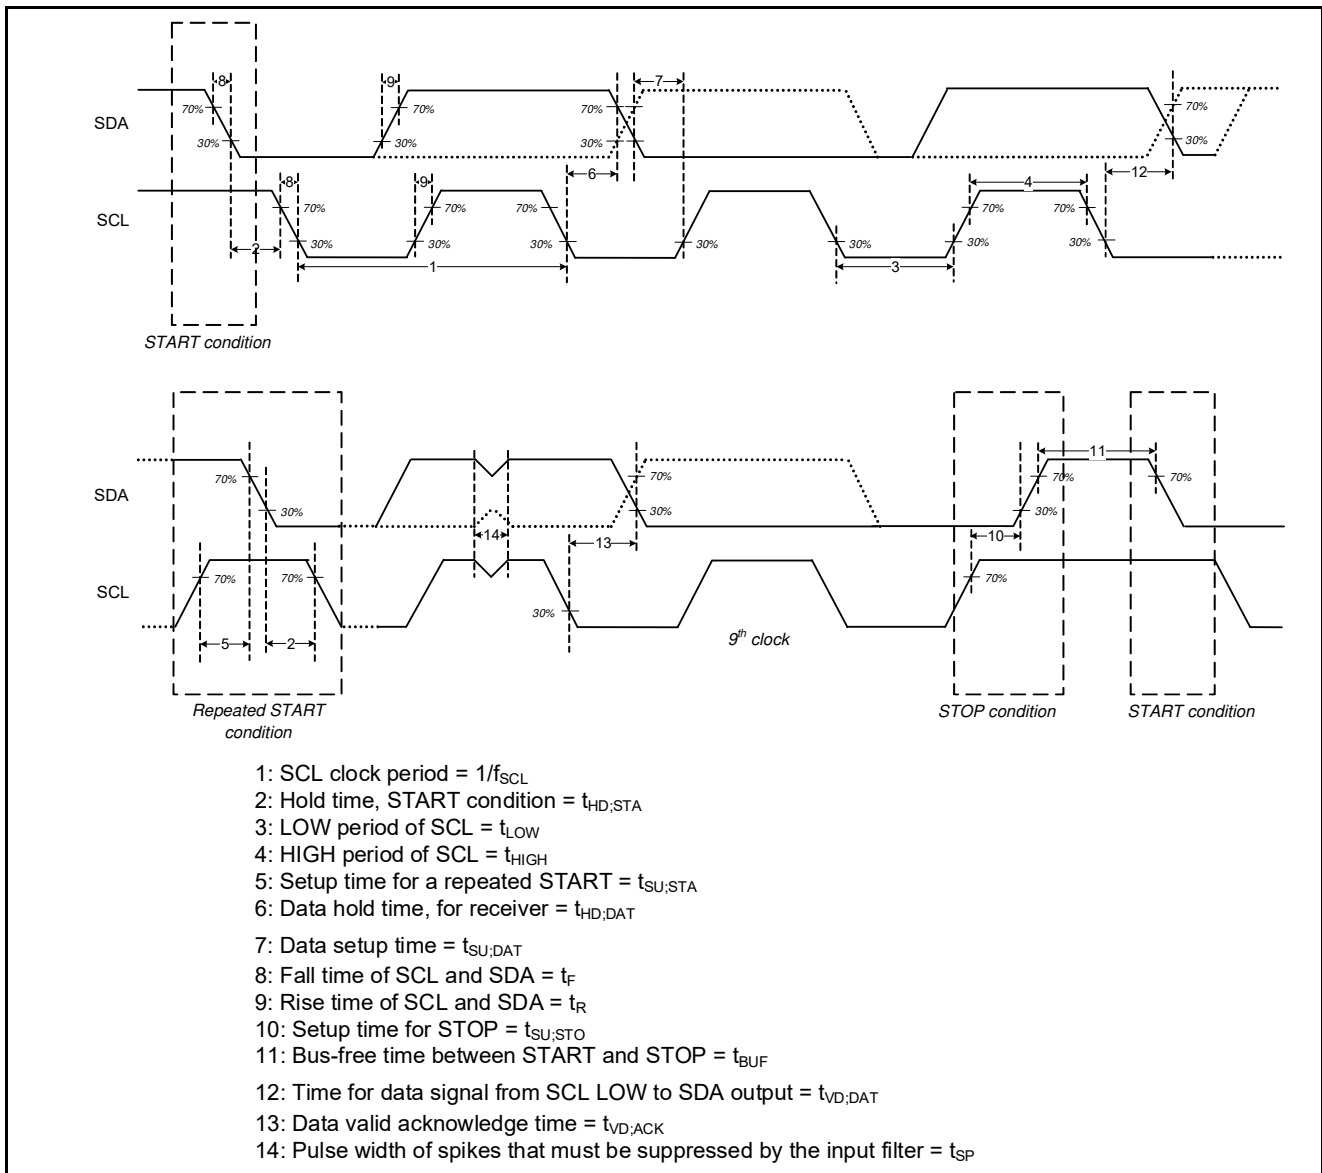 8 9 7
70% 70% 70% 70%
SDA
30% 30% 30% 30%
6 12
8 9 4
70% 70% 70% 70% 70%
SCL
30% 30% 30% 30% 30% 30% 30%
2 1 3
START condition
11
70% 70% 70% 70%
SDA
30% 30% 30%
14 13 10
70% 70% 70%
SCL
30%
5 2 9th clock
Repeated START
condition
STOP condition START condition
1: SCL clock period = 1/fSCL
2: Hold time, START condition = tHD;STA
3: LOW period of SCL = tLOW
4: HIGH period of SCL = tHIGH
5: Setup time for a repeated START = tSU;STA
6: Data hold time, for receiver = tHD;DAT
7: Data setup time = tSU;DAT
8: Fall time of SCL and SDA = tF
9: Rise time of SCL and SDA = tR
10: Setup time for STOP = tSU;STO
11: Bus-free time between START and STOP = tBUF
12: Time for data signal from SCL LOW to SDA output = tVD;DAT
13: Data valid acknowledge time = tVD;ACK
14: Pulse width of spikes that must be suppressed by the input filter = tSP